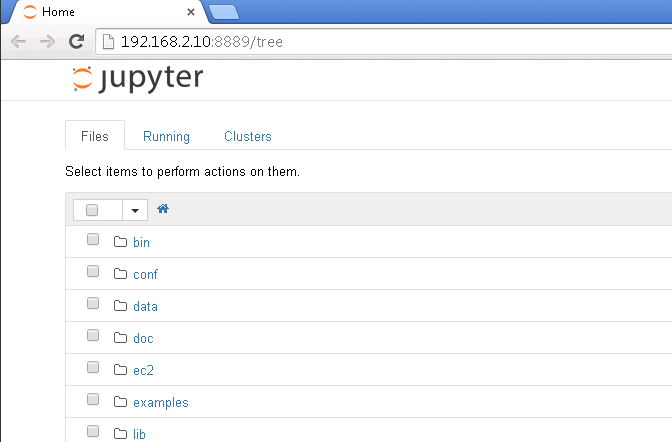 Home
192.168.2.10:8889/tree
jupyter
Files Running Clusters
Select items to perform actions on them.
bin
conf
data
doc
ec2
examples
lib